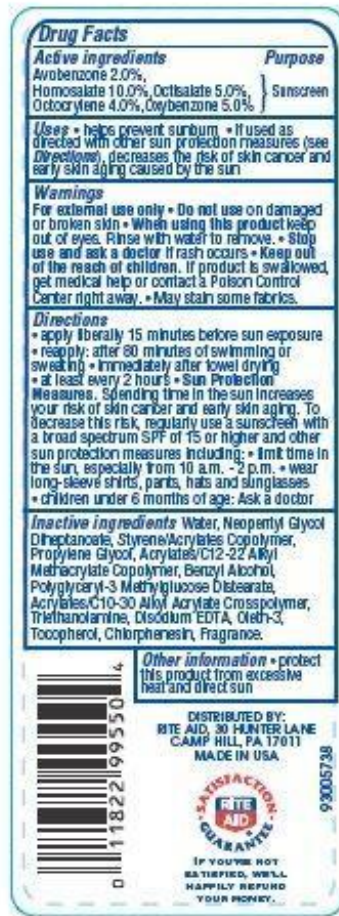 Drug Facts
Active ingredients Purpose
Avobenzone 2.0%,
Homosalate 10.0%, Octisalate 5.0%, Sunscreen
Octocrylene 4.0%, Oxybenzone 5.0%
Uses • helps prevent sunburn • If used as
directed with other sun protection measures (see
Directions), decreases the risk of skin cancer and
early skin aging caused by the sun
Warnings
For external use only • Do not use on damaged
or broken skin • When using this product keep
out of eyes. Rinse with water to remove. • Stop
use and ask a doctor if rash occurs • Keep out
of the reach of children. If product is swallowed,
get medical help or contact a Poison Control
Center right away. • May stain some fabrics.
Directions
• apply liberally 15 minutes before sun exposure
• reapply: after 80 minutes of swimming or
sweating • immediately after towel drying
• at least every 2 hours • Sun Protection
Measures. Spending time in the sun increases
your risk of skin cancer and early skin aging. To
decrease this risk, regularly use a sunscreen with
a broad spectrum SPF of 15 or higher and other
sun protection measures including: • limit time in
the sun, especially from 10 a.m. - 2 p.m. • wear
long-sleeve shirts, pants, hats and sunglasses
• children under 6 months of age: Ask a doctor
Inactive ingredients Water, Neopentyl Glycol
Diheptanoate, Styrene/Acrylates Copolymer,
Propylene Glycol, Acrylates/C12-22 Alkyl
Methacrylate Copolymer, Benzyl Alcohol,
Polyglyceryl-3 Methylglucose Distearate,
Acrylates/C10-30 Alkyl Acrylate Crosspolymer,
Triethanolamine, Disodium EDTA, Oleth-3,
Tocopherol, Chlorphenesin, Fragrance.
Other information • protect
this product from excessive
heat and direct sun
0 11822 99550 4
DISTRIBUTED BY:
RITE AID, 30 HUNTER LANE
CAMP HILL, PA 17011
MADE IN USA
93005738
SATISFACTION
RITE
AID
GUARANTEE
IF YOU'RE NOT
SATISFIED, WE'LL
HAPPILY REFUND
YOUR MONEY.